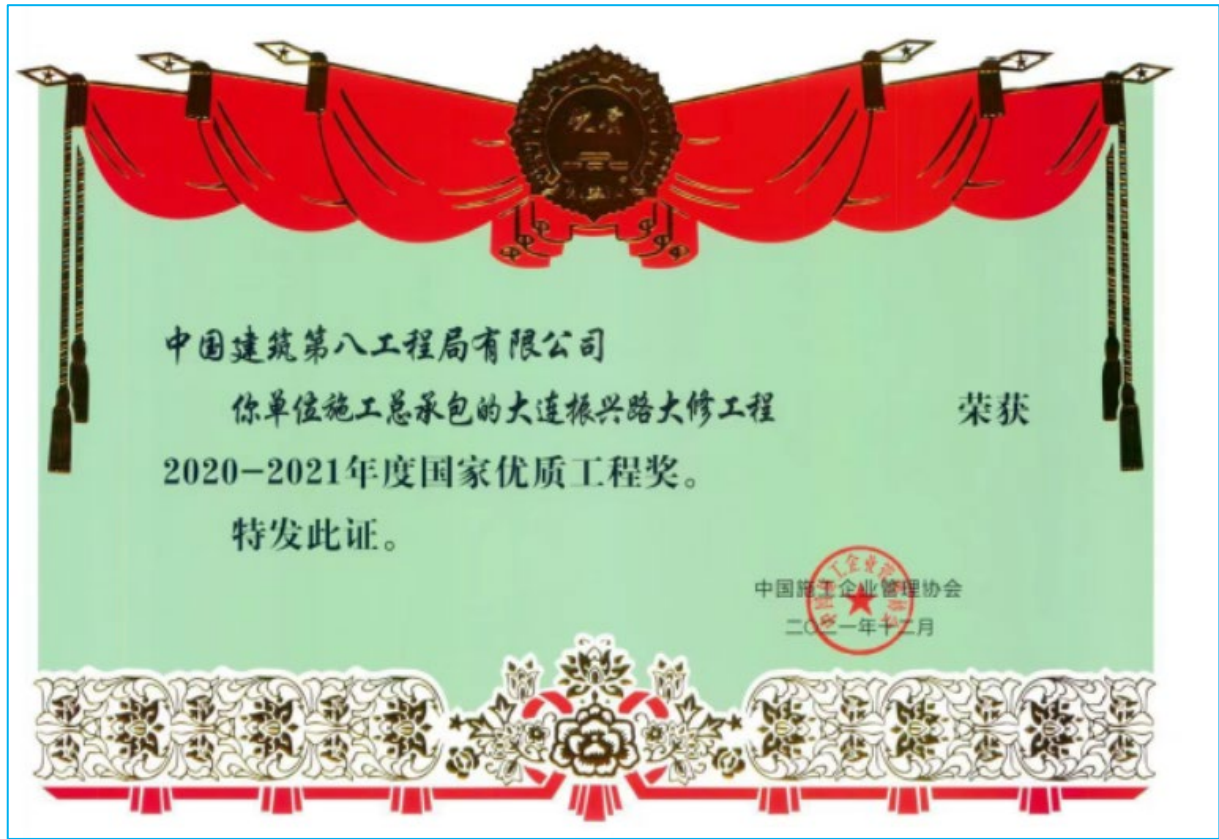 中国建筑第八工程局有限公司
你单位施工总承包的大连振兴路大修工程 荣获
2020-2021年度国家优质工程奖。
特发此证。
中国施工企业管理协会
二〇二一年十二月